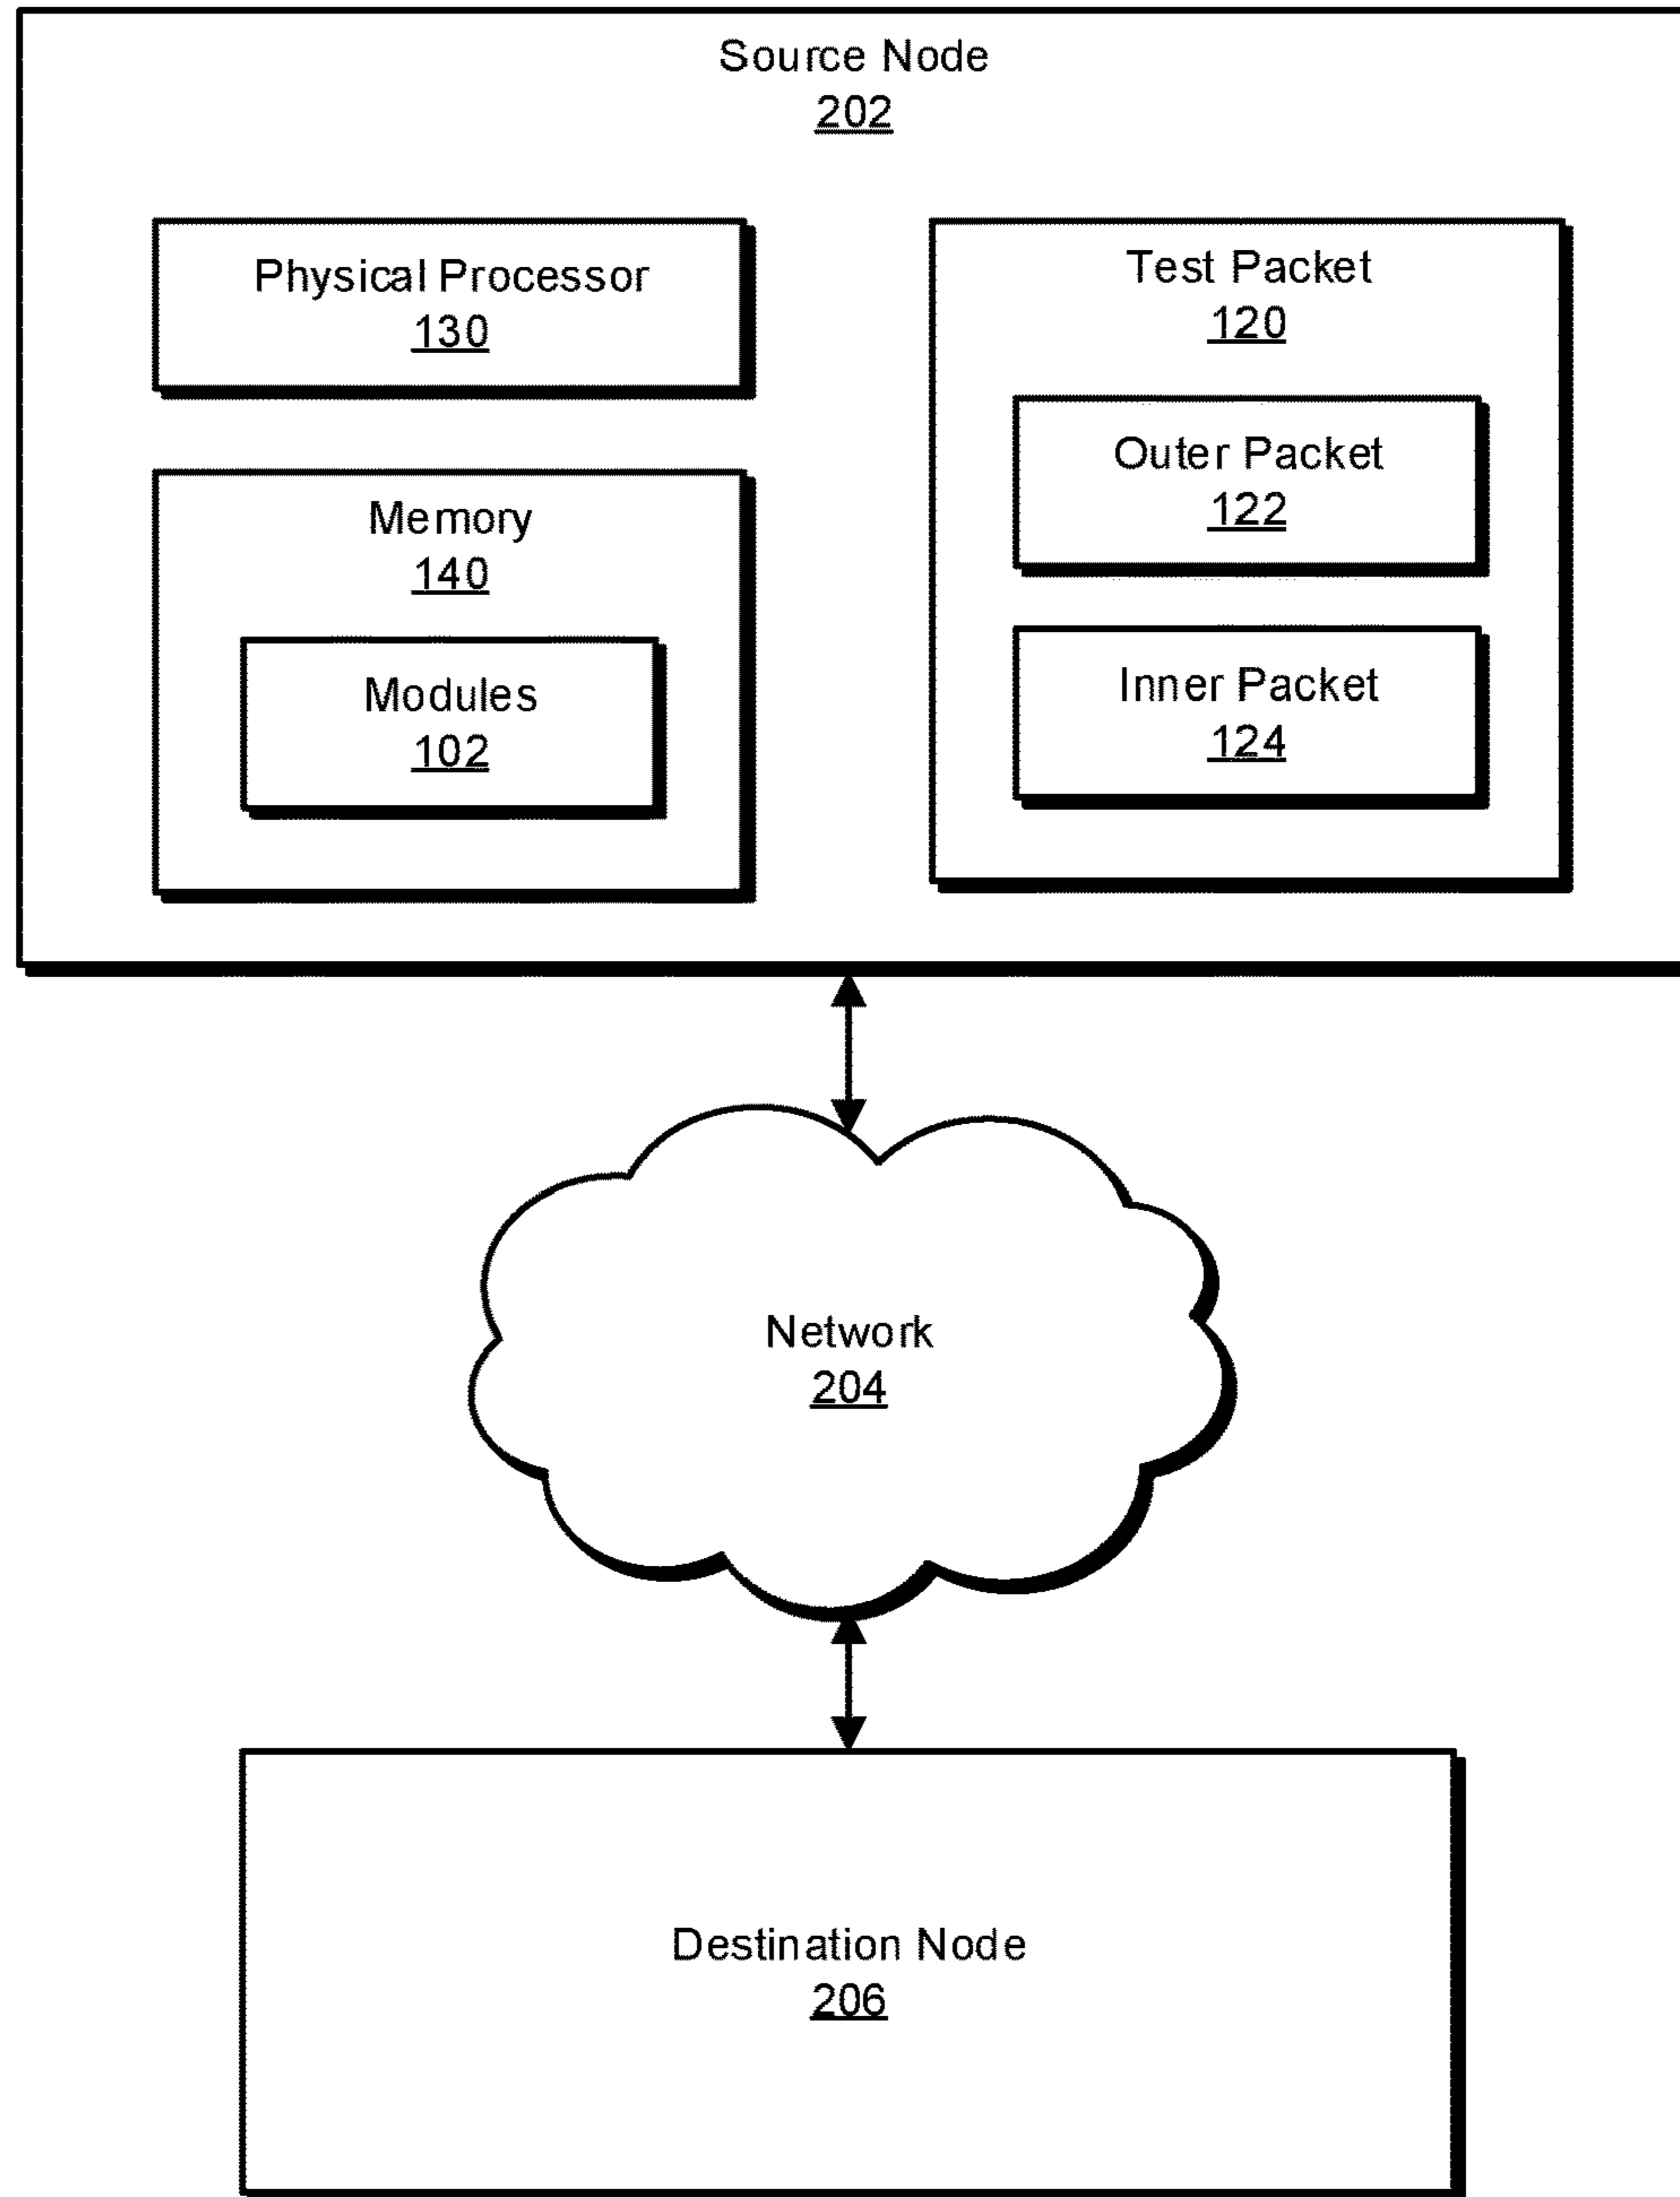 Source Node
202
Physical Processor
130
Memory
140
Modules
102
Test Packet
120
Outer Packet
122
Inner Packet
124
Network
204
Destination Node
206